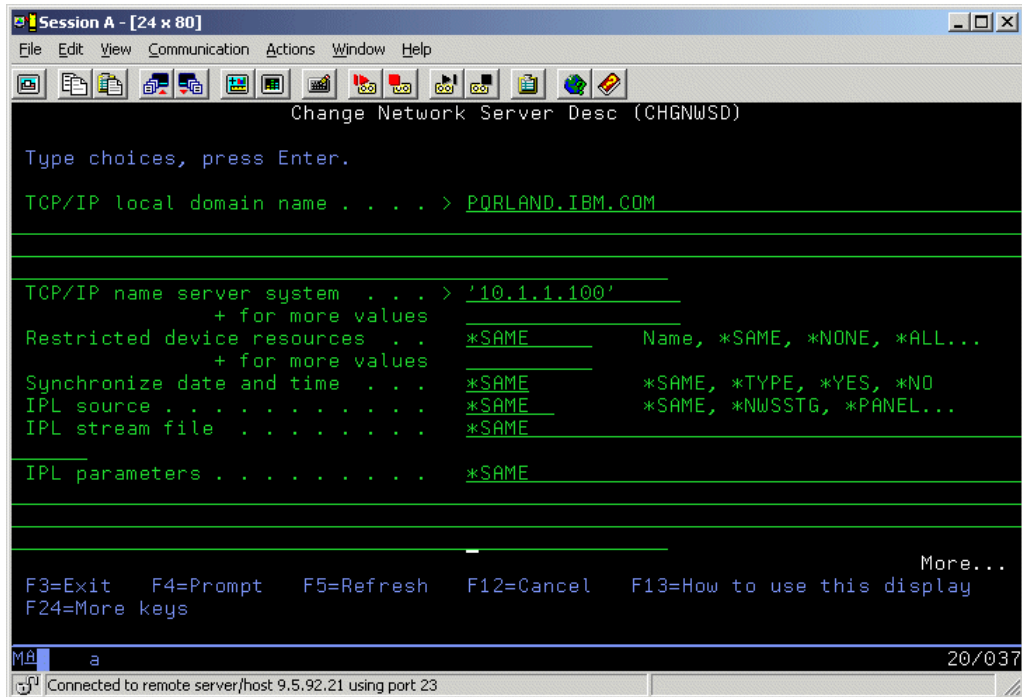 Session A - [24 x 80]
File Edit View Communication Actions Window Help
Change Network Server Desc (CHGNWSD)
Type choices, press Enter.
TCP/IP local domain name . . . . > PQRLAND.IBM.COM
TCP/IP name server system . . . > '10.1.1.100'
+ for more values
Restricted device resources . . *SAME Name, *SAME, *NONE, *ALL...
+ for more values
Synchronize date and time . . . *SAME *SAME, *TYPE, *YES, *NO
IPL source . . . . . . . . . . . *SAME *SAME, *NWSSTG, *PANEL...
IPL stream file . . . . . . . . *SAME
IPL parameters . . . . . . . . . *SAME
More...
F3=Exit F4=Prompt F5=Refresh F12=Cancel F13=How to use this display
F24=More keys
MA a 20/037
Connected to remote server/host 9.5.92.21 using port 23